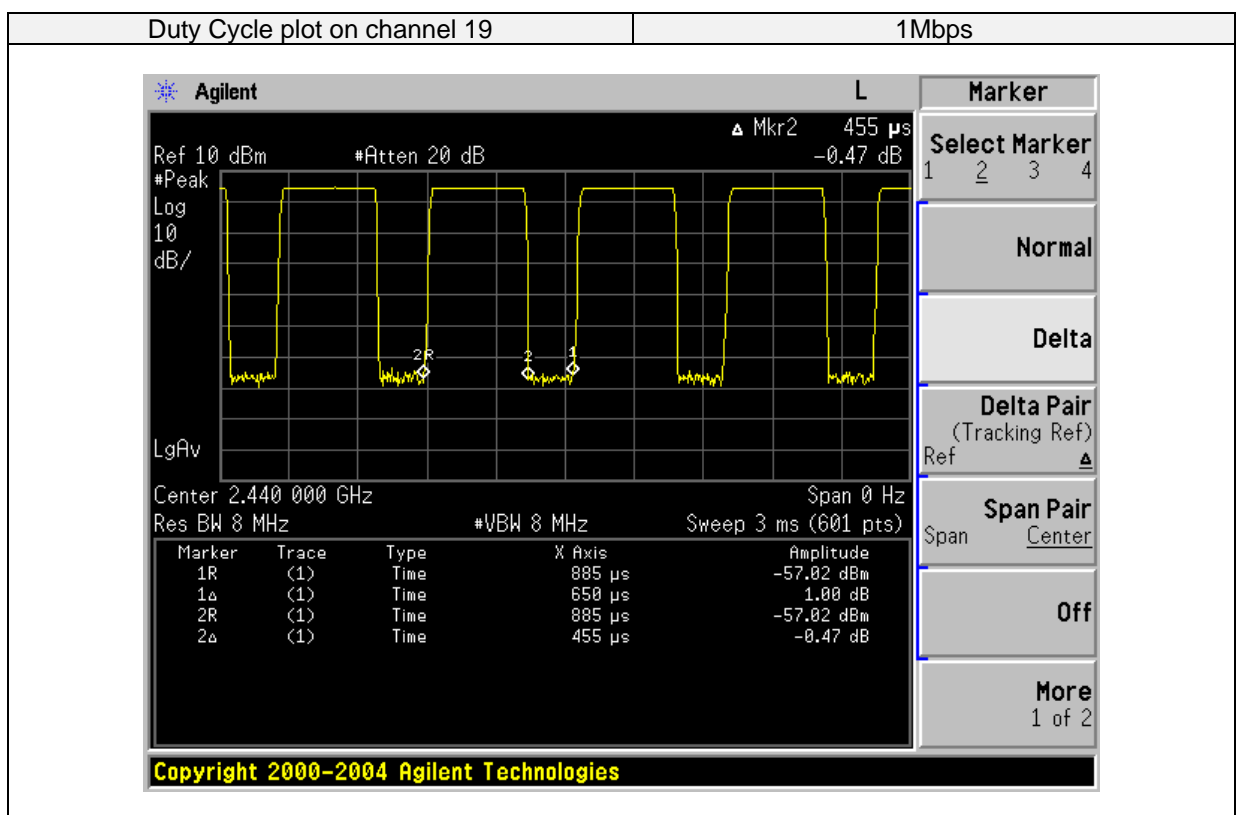 Duty Cycle plot on channel 19 1Mbps
Agilent L Marker
Δ Mkr2 455 µs
Ref 10 dBm #Atten 20 dB -0.47 dB
#Peak
Log
10
dB/
2R 2 1
LgAv
Center 2.440 000 GHz Span 0 Hz
Res BW 8 MHz #VBW 8 MHz Sweep 3 ms (601 pts)
Marker Trace Type X Axis Amplitude
1R (1) Time 885 µs -57.02 dBm
1Δ (1) Time 650 µs 1.00 dB
2R (1) Time 885 µs -57.02 dBm
2Δ (1) Time 455 µs -0.47 dB
Select Marker
1 2 3 4
Normal
Delta
Delta Pair
(Tracking Ref)
Ref Δ
Span Pair
Span Center
Off
More
1 of 2
Copyright 2000-2004 Agilent Technologies